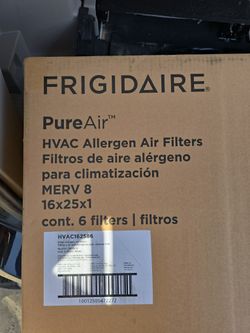 FRIGIDAIRE®
PureAir™
HVAC Allergen Air Filters
Filtros de aire alérgeno
para climatización
MERV 8
16x25x1
cont. 6 filters | filtros